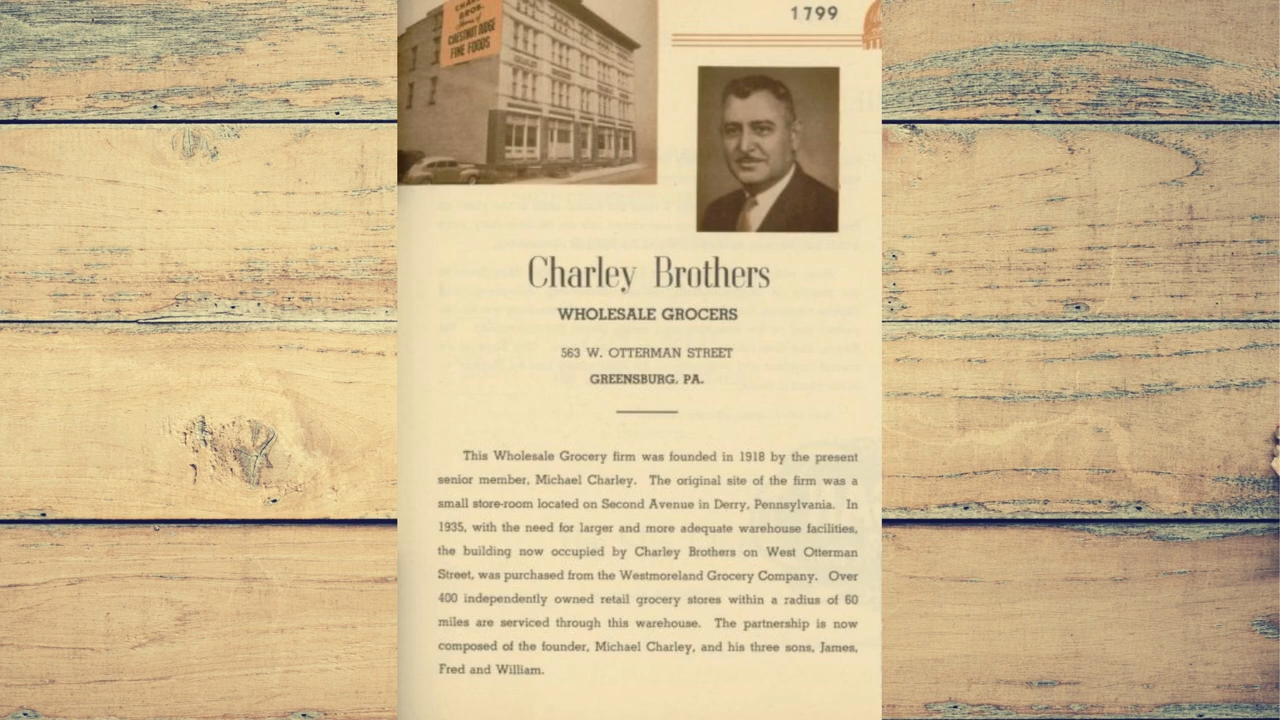 BROS.
CHESTNUT RIDGE
FINE FOODS
1799
Charley Brothers
WHOLESALE GROCERS
563 W. OTTERMAN STREET
GREENSBURG, PA.
This Wholesale Grocery firm was founded in 1918 by the present
senior member, Michael Charley. The original site of the firm was a
small store-room located on Second Avenue in Derry, Pennsylvania. In
1935, with the need for larger and more adequate warehouse facilities,
the building now occupied by Charley Brothers on West Otterman
Street, was purchased from the Westmoreland Grocery Company. Over
400 independently owned retail grocery stores within a radius of 60
miles are serviced through this warehouse. The partnership is now
composed of the founder, Michael Charley, and his three sons, James,
Fred and William.